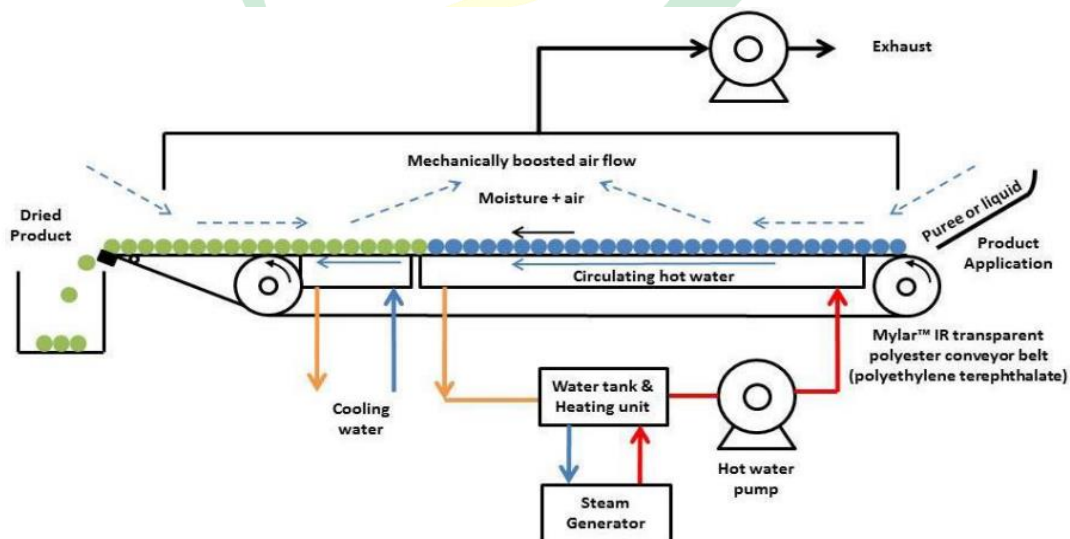 Exhaust
Mechanically boosted air flow
Moisture + air
Dried
Product
Puree or liquid
Product
Application
Circulating hot water
Mylar™ IR transparent
polyester conveyor belt
(polyethylene terephthalate)
Water tank &
Heating unit
Cooling
water
Hot water
pump
Steam
Generator